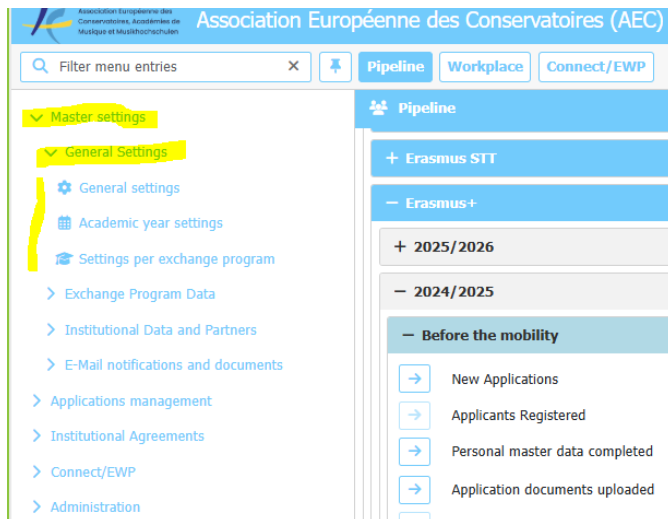 Association Européenne des
Conservatoires, Académies de
Musique et Musikhochschulen
Association Européenne des Conservatoires (AEC)
Filter menu entries
Pipeline
Workplace
Connect/EWP
Master settings
General Settings
General settings
Academic year settings
Settings per exchange program
Exchange Program Data
Institutional Data and Partners
E-Mail notifications and documents
Applications management
Institutional Agreements
Connect/EWP
Administration
Pipeline
+ Erasmus STT
− Erasmus+
+ 2025/2026
− 2024/2025
− Before the mobility
New Applications
Applicants Registered
Personal master data completed
Application documents uploaded